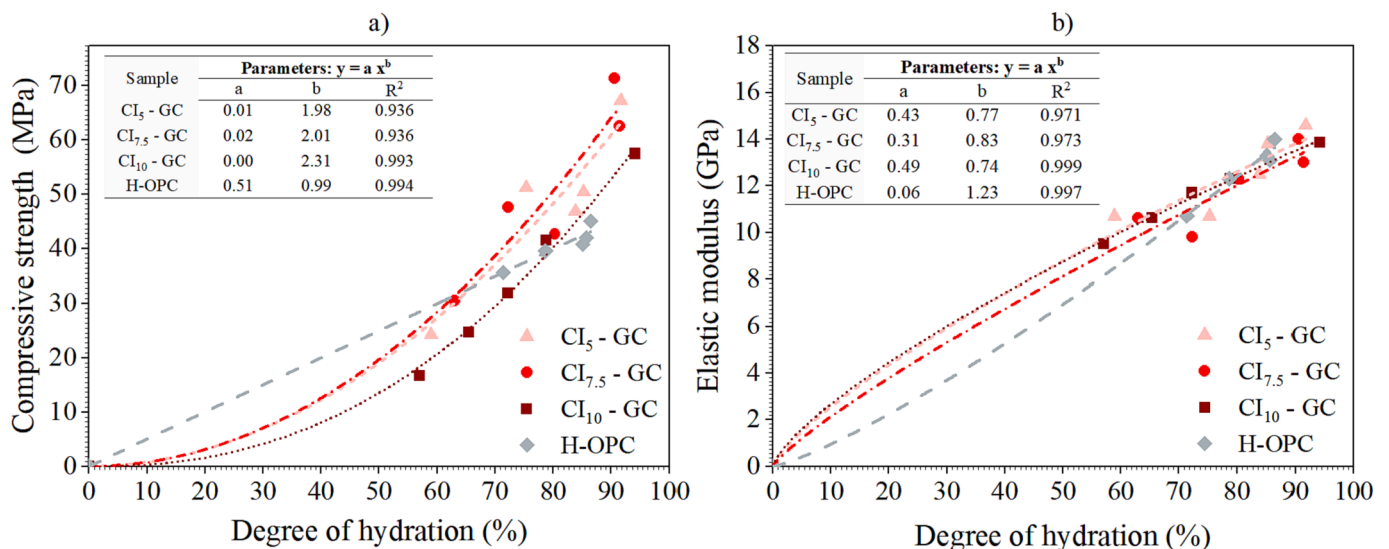 a)
Compressive strength (MPa)
70
60
50
40
30
20
10
0
0 10 20 30 40 50 60 70 80 90 100
Degree of hydration (%)
Sample Parameters: y = a x^b
a b R²
CI₅ - GC 0.01 1.98 0.936
CI₇.₅ - GC 0.02 2.01 0.936
CI₁₀ - GC 0.00 2.31 0.993
H-OPC 0.51 0.99 0.994
CI₅ - GC
CI₇.₅ - GC
CI₁₀ - GC
H-OPC
b)
Elastic modulus (GPa)
18
16
14
12
10
8
6
4
2
0
0 10 20 30 40 50 60 70 80 90 100
Degree of hydration (%)
Sample Parameters: y = a x^b
a b R²
CI₅ - GC 0.43 0.77 0.971
CI₇.₅ - GC 0.31 0.83 0.973
CI₁₀ - GC 0.49 0.74 0.999
H-OPC 0.06 1.23 0.997
CI₅ - GC
CI₇.₅ - GC
CI₁₀ - GC
H-OPC